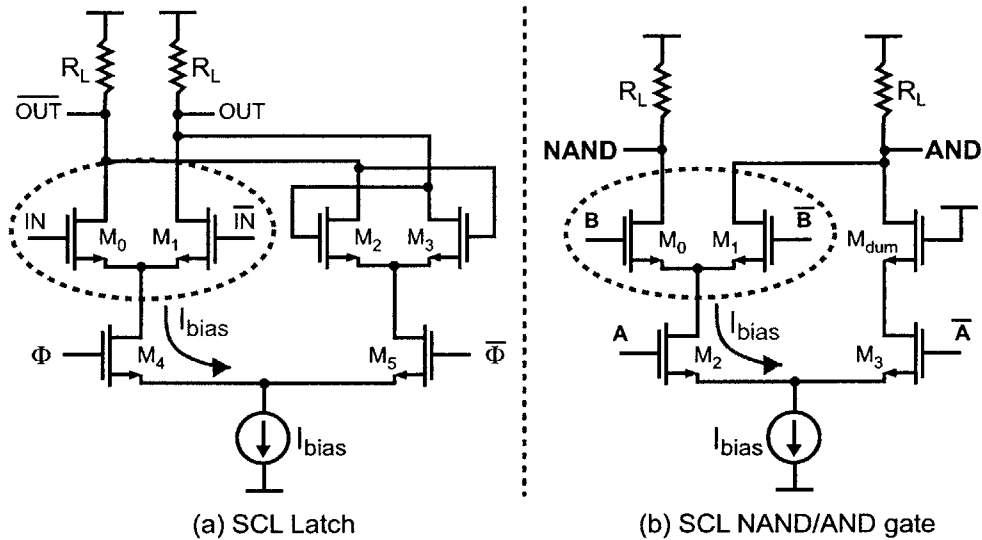 R_L R_L
OUT̅ OUT
IN M_0 M_1 I̅N̅ M_2 M_3
I_bias
Φ M_4 M_5 Φ̅
I_bias
(a) SCL Latch
R_L R_L
NAND AND
B M_0 M_1 B̅ M_dum
I_bias
A M_2 M_3 A̅
I_bias
(b) SCL NAND/AND gate